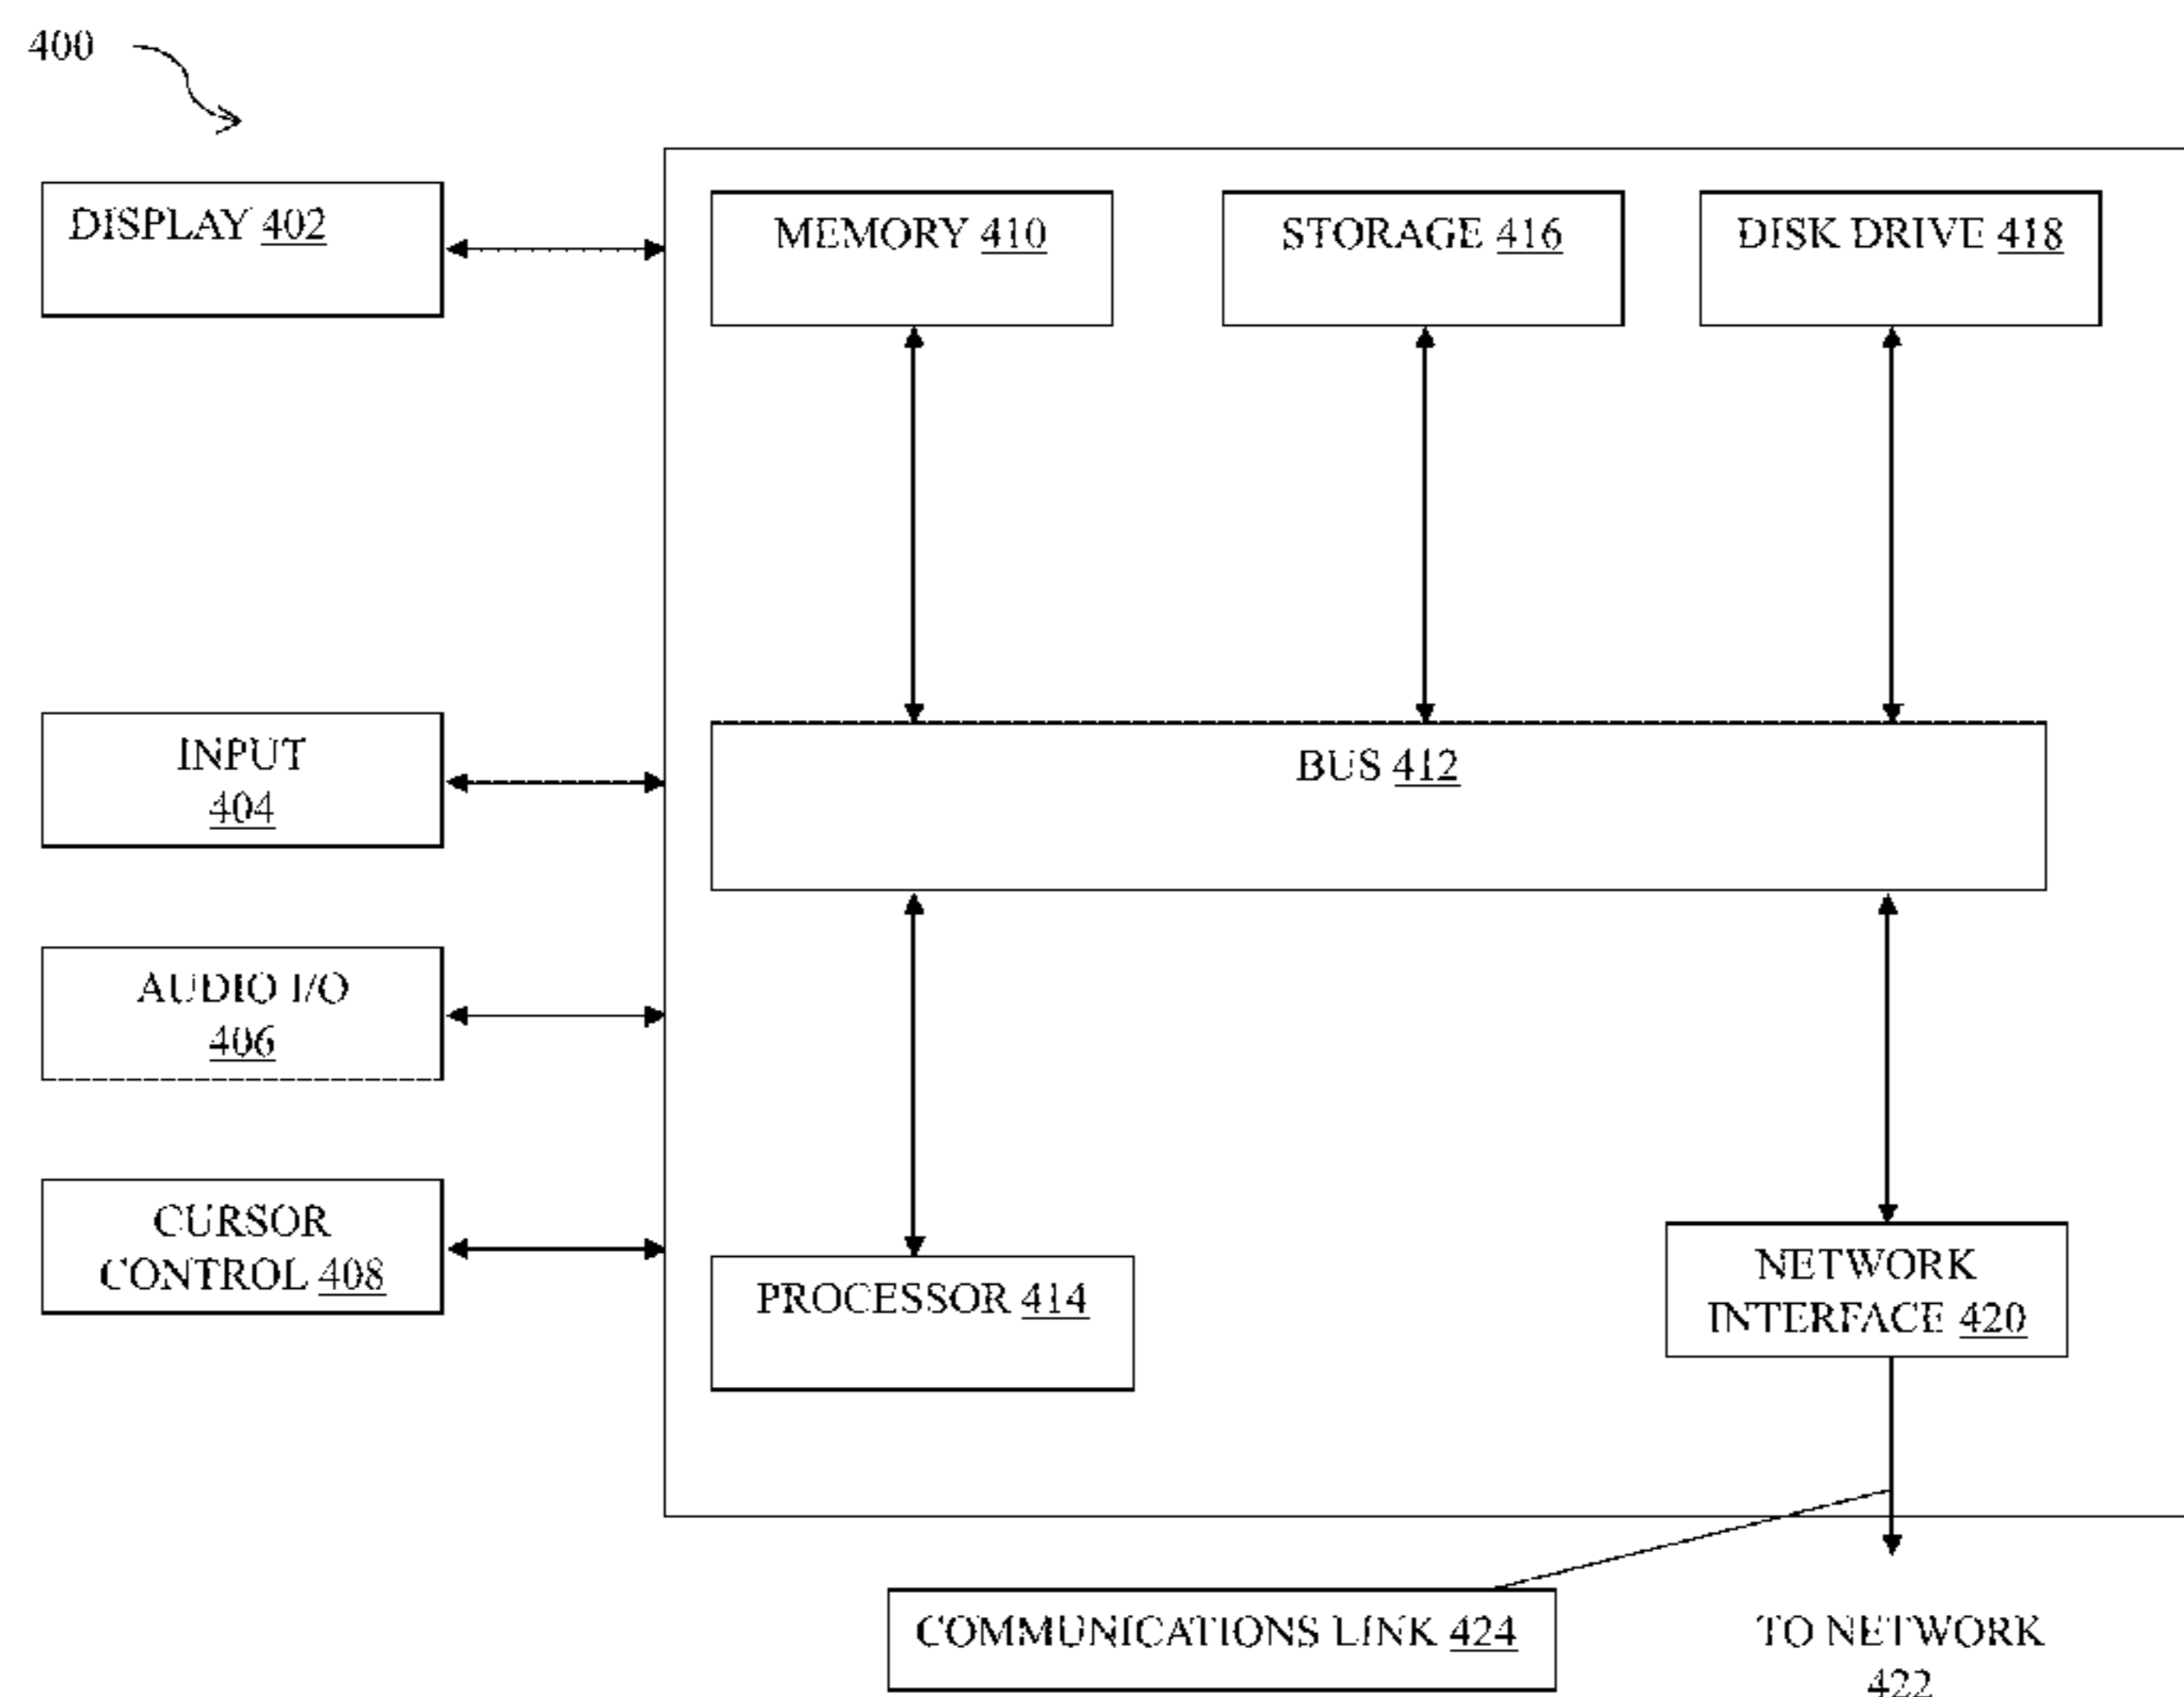 400
DISPLAY 402
MEMORY 410
STORAGE 416
DISK DRIVE 418
INPUT
404
BUS 412
AUDIO I/O
406
CURSOR
CONTROL 408
PROCESSOR 414
NETWORK
INTERFACE 420
COMMUNICATIONS LINK 424
TO NETWORK
422